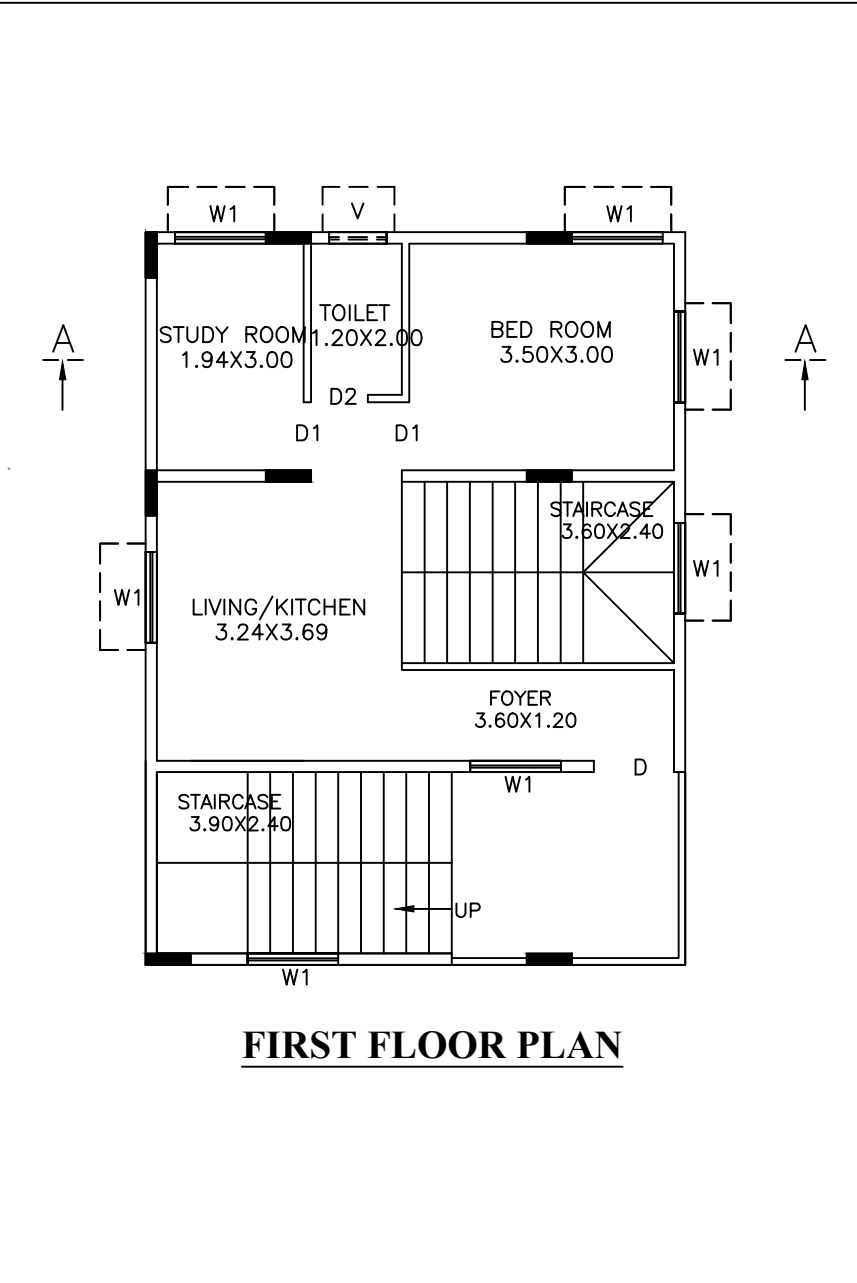 W1
V
W1
TOILET
1.20X2.00
STUDY ROOM
1.94X3.00
BED ROOM
3.50X3.00
A
A
W1
D2
D1
D1
STAIRCASE
3.60X2.40
W1
W1
LIVING/KITCHEN
3.24X3.69
FOYER
3.60X1.20
D
W1
STAIRCASE
3.90X2.40
UP
W1
FIRST FLOOR PLAN